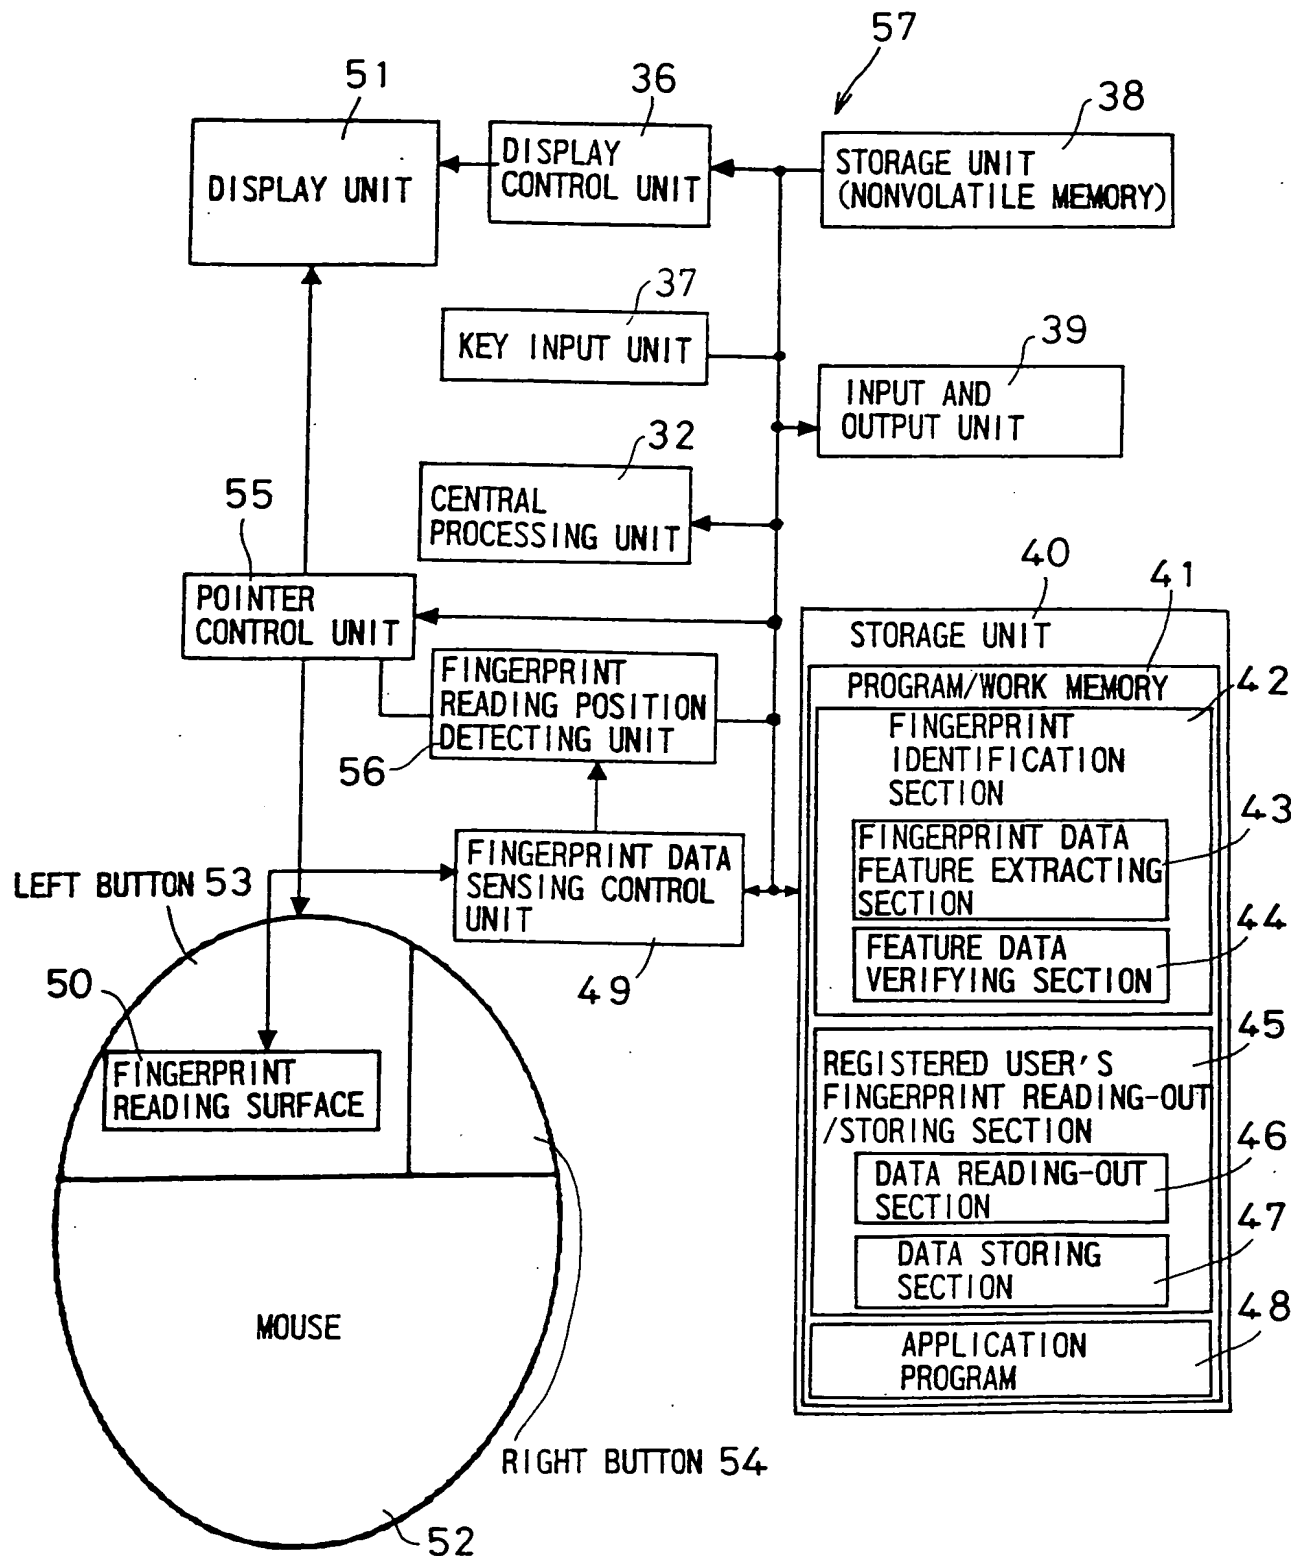 57
51
36
38
DISPLAY UNIT
DISPLAY
CONTROL UNIT
STORAGE UNIT
(NONVOLATILE MEMORY)
37
KEY INPUT UNIT
39
INPUT AND
OUTPUT UNIT
32
CENTRAL
PROCESSING UNIT
55
POINTER
CONTROL UNIT
40
41
STORAGE UNIT
PROGRAM/WORK MEMORY
42
FINGERPRINT
READING POSITION
DETECTING UNIT
56
FINGERPRINT
IDENTIFICATION
SECTION
43
FINGERPRINT DATA
FEATURE EXTRACTING
SECTION
FINGERPRINT DATA
SENSING CONTROL
UNIT
49
44
FEATURE DATA
VERIFYING SECTION
LEFT BUTTON 53
50
FINGERPRINT
READING SURFACE
45
REGISTERED USER'S
FINGERPRINT READING-OUT
/STORING SECTION
46
DATA READING-OUT
SECTION
47
DATA STORING
SECTION
48
APPLICATION
PROGRAM
MOUSE
RIGHT BUTTON 54
52